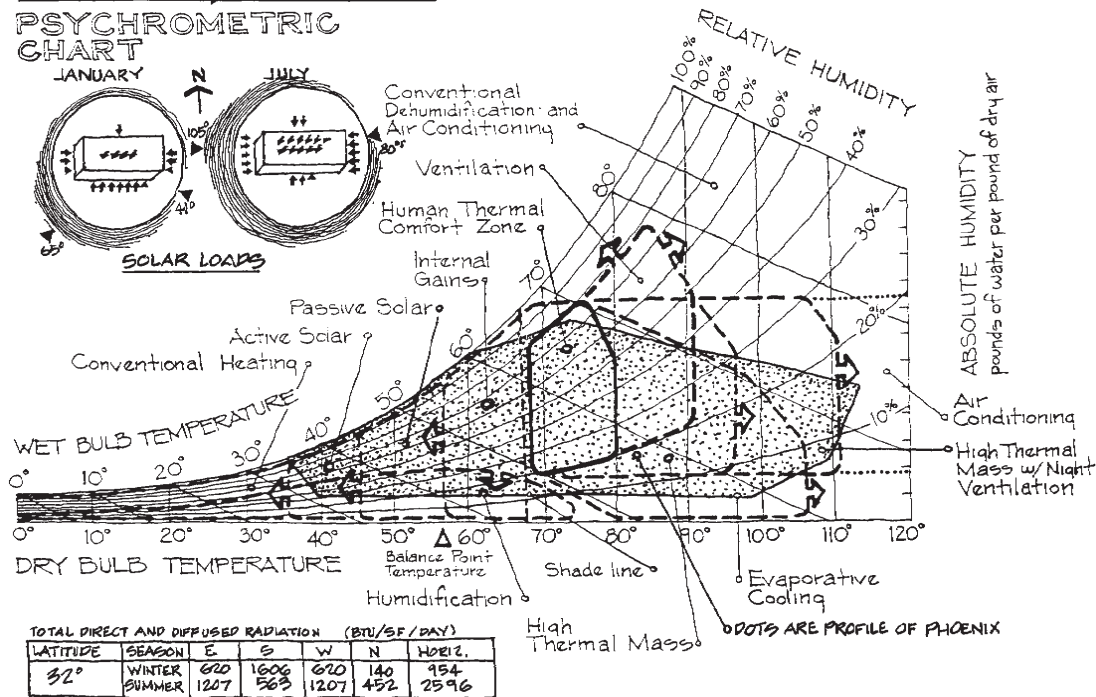 PSYCHROMETRIC
CHART
JANUARY
N
JULY
105°
80°F
41°
65°
SOLAR LOADS
Conventional
Dehumidification and
Air Conditioning
Ventilation
Human Thermal
Comfort Zone
Internal
Gains
Passive Solar
Active Solar
Conventional Heating
RELATIVE HUMIDITY
100%
90%
80%
70%
60%
50%
40%
30%
20%
10%
ABSOLUTE HUMIDITY
pounds of water per pound of dry air
WET BULB TEMPERATURE
0°
10°
20°
30°
40°
50°
60°
70°
80°
Air
Conditioning
High Thermal
Mass w/ Night
Ventilation
0°
10°
20°
30°
40°
50°
60°
70°
80°
90°
100°
110°
120°
DRY BULB TEMPERATURE
Balance Point
Temperature
Shade line
Evaporative
Cooling
Humidification
High
Thermal Mass
DOTS ARE PROFILE OF PHOENIX
TOTAL DIRECT AND DIFFUSED RADIATION (BTU/SF/DAY)
LATITUDE SEASON E S W N HORIZ.
32° WINTER 620 1606 620 140 954
SUMMER 1207 563 1207 452 2596